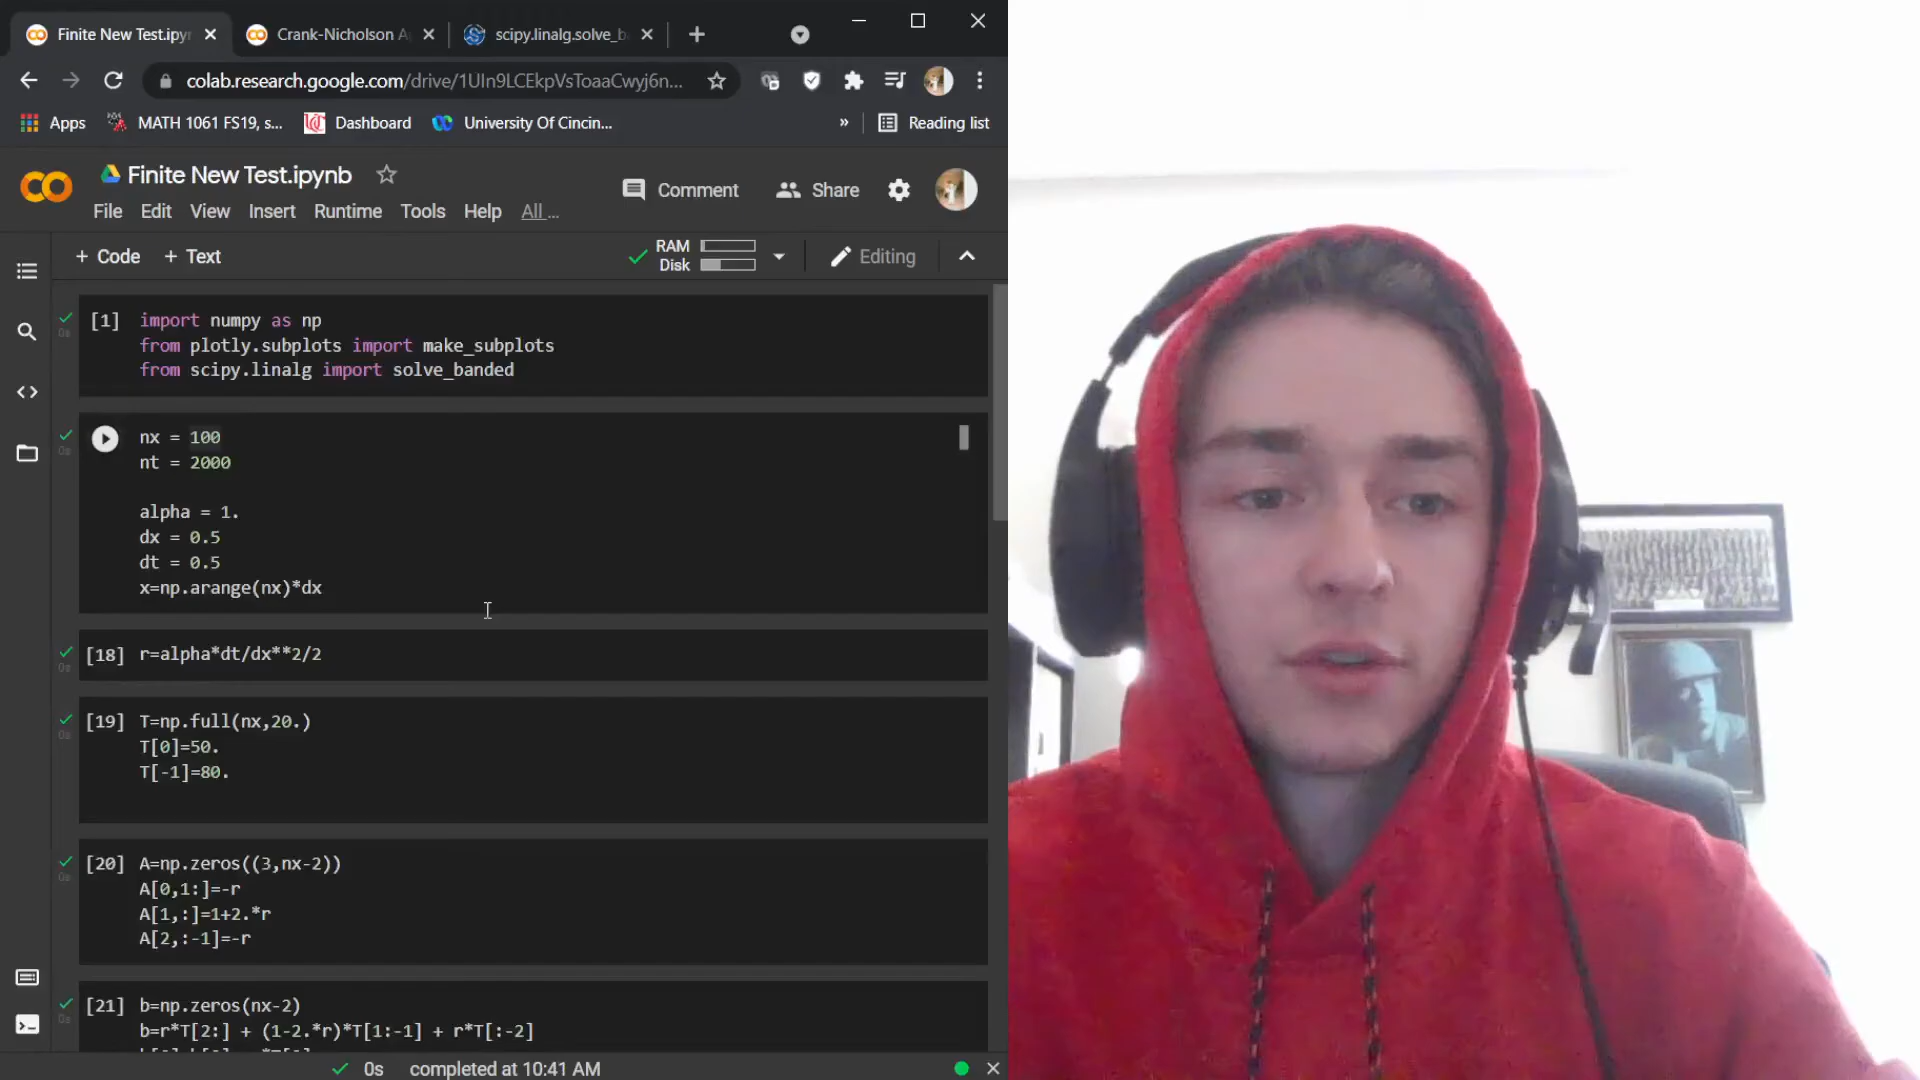 Finite New Test.ipyn
Crank-Nicholson A
scipy.linalg.solve_b
colab.research.google.com/drive/1UIn9LCEkpVsToaaCwyj6n...
Apps
MATH 1061 FS19, s...
Dashboard
University Of Cincin...
»
Reading list
Finite New Test.ipynb
Comment
Share
File Edit View Insert Runtime Tools Help All ...
+ Code + Text
RAM
Disk
Editing
[1] import numpy as np
from plotly.subplots import make_subplots
from scipy.linalg import solve_banded
nx = 100
nt = 2000
alpha = 1.
dx = 0.5
dt = 0.5
x=np.arange(nx)*dx
[18] r=alpha*dt/dx**2/2
[19] T=np.full(nx,20.)
T[0]=50.
T[-1]=80.
[20] A=np.zeros((3,nx-2))
A[0,1:]=-r
A[1,:]=1+2.*r
A[2,:-1]=-r
[21] b=np.zeros(nx-2)
b=r*T[2:] + (1-2.*r)*T[1:-1] + r*T[:-2]
0s completed at 10:41 AM